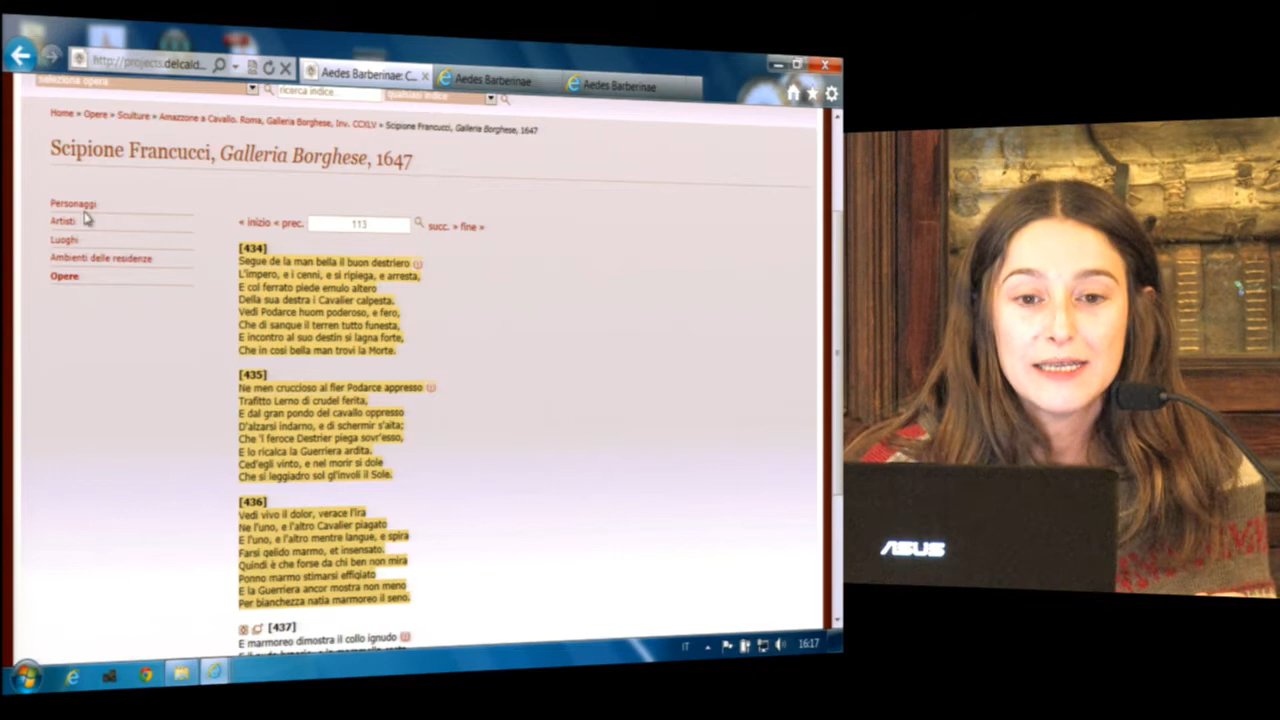 http://projects.delcald...
Aedes Barberinae: C...
Aedes Barberinae
Aedes Barberinae
seleziona opera
ricerca indice...
qualsiasi indice
Home » Opere » Sculture » Amazzone a Cavallo. Roma, Galleria Borghese, Inv. CCXLV » Scipione Francucci, Galleria Borghese, 1647
Scipione Francucci, Galleria Borghese, 1647
Personaggi
Artisti
Luoghi
Ambienti delle residenze
Opere
« inizio « prec.
113
succ. » fine »
[434]
Segue de la man bella il buon destriero
L'impero, e i cenni, e si ripiega, e arresta,
E col ferrato piede emulo altero
Della sua destra i Cavalier calpesta.
Vedi Podarce huom poderoso, e fero,
Che di sangue il terren tutto funesta,
E incontro al suo destin si lagna forte,
Che in così bella man trovi la Morte.
[435]
Ne men cruccioso al fier Podarce appresso
Trafitto Lerno di crudel ferita,
E dal gran pondo del cavallo oppresso
D'alzarsi indarno, e di schermir s'aita;
Che 'l feroce Destrier piega sovr'esso,
E lo ricalca la Guerriera ardita.
Ced'egli vinto, e nel morir si dole
Che si leggiadro sol gl'involi il Sole.
[436]
Vedi vivo il dolor, verace l'ira
Ne l'uno, e l'altro Cavalier piagato
E l'uno, e l'altro mentre langue, e spira
Farsi gelido marmo, et insensato.
Quindi è che forse da chi ben non mira
Ponno marmo stimarsi effigiato
E la Guerriera ancor mostra non meno
Per bianchezza natia marmoreo il seno.
[437]
E marmoreo dimostra il collo ignudo
IT
16:17
ASUS